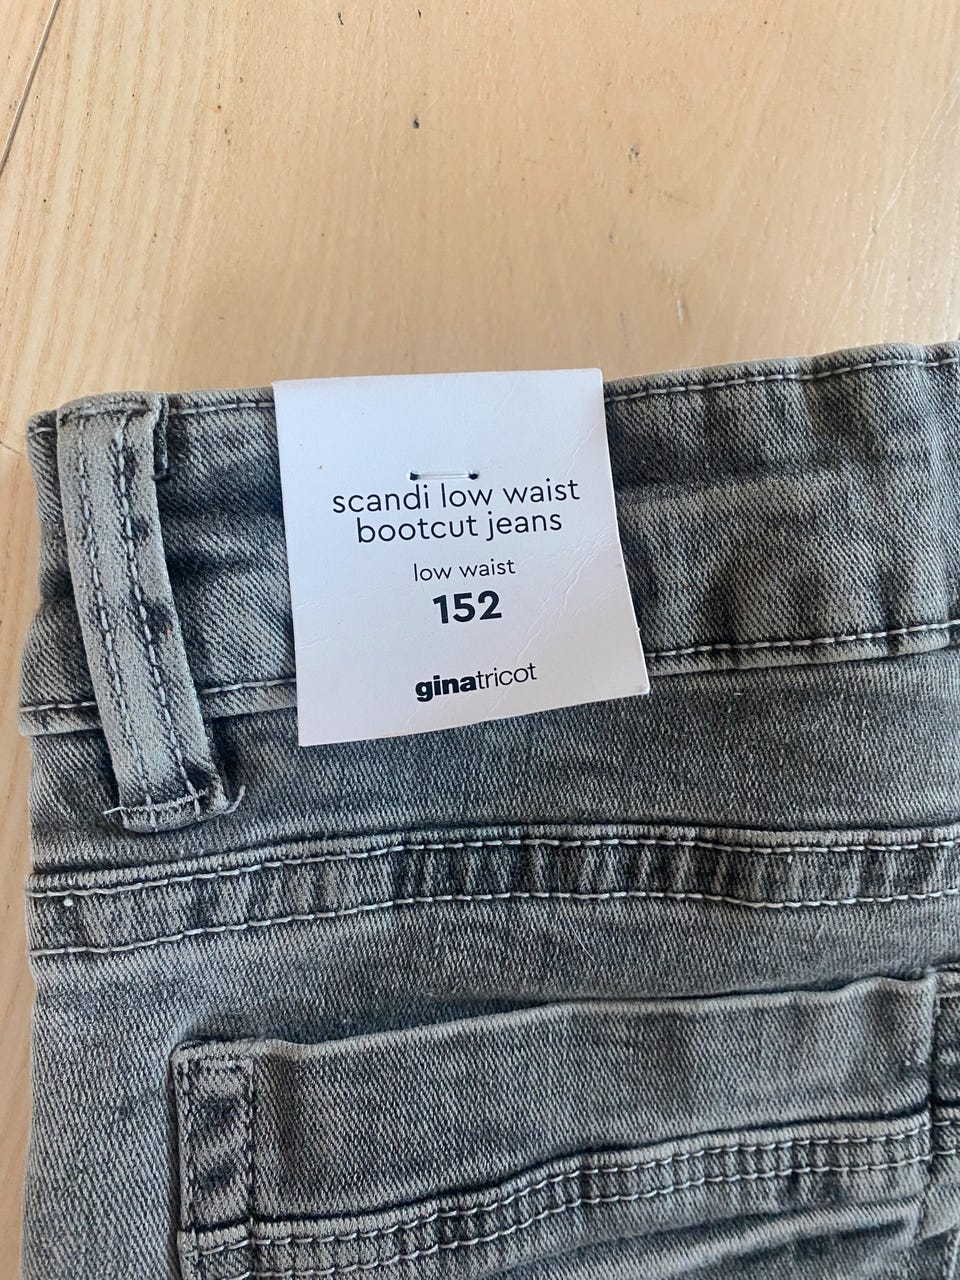 scandi low waist
bootcut jeans
low waist
152
ginatricot